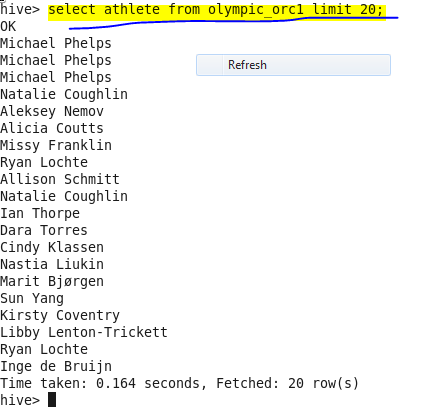 hive> select athlete from olympic_orc1 limit 20;
OK
Michael Phelps
Michael Phelps
Refresh
Michael Phelps
Natalie Coughlin
Aleksey Nemov
Alicia Coutts
Missy Franklin
Ryan Lochte
Allison Schmitt
Natalie Coughlin
Ian Thorpe
Dara Torres
Cindy Klassen
Nastia Liukin
Marit Bjørgen
Sun Yang
Kirsty Coventry
Libby Lenton-Trickett
Ryan Lochte
Inge de Bruijn
Time taken: 0.164 seconds, Fetched: 20 row(s)
hive>